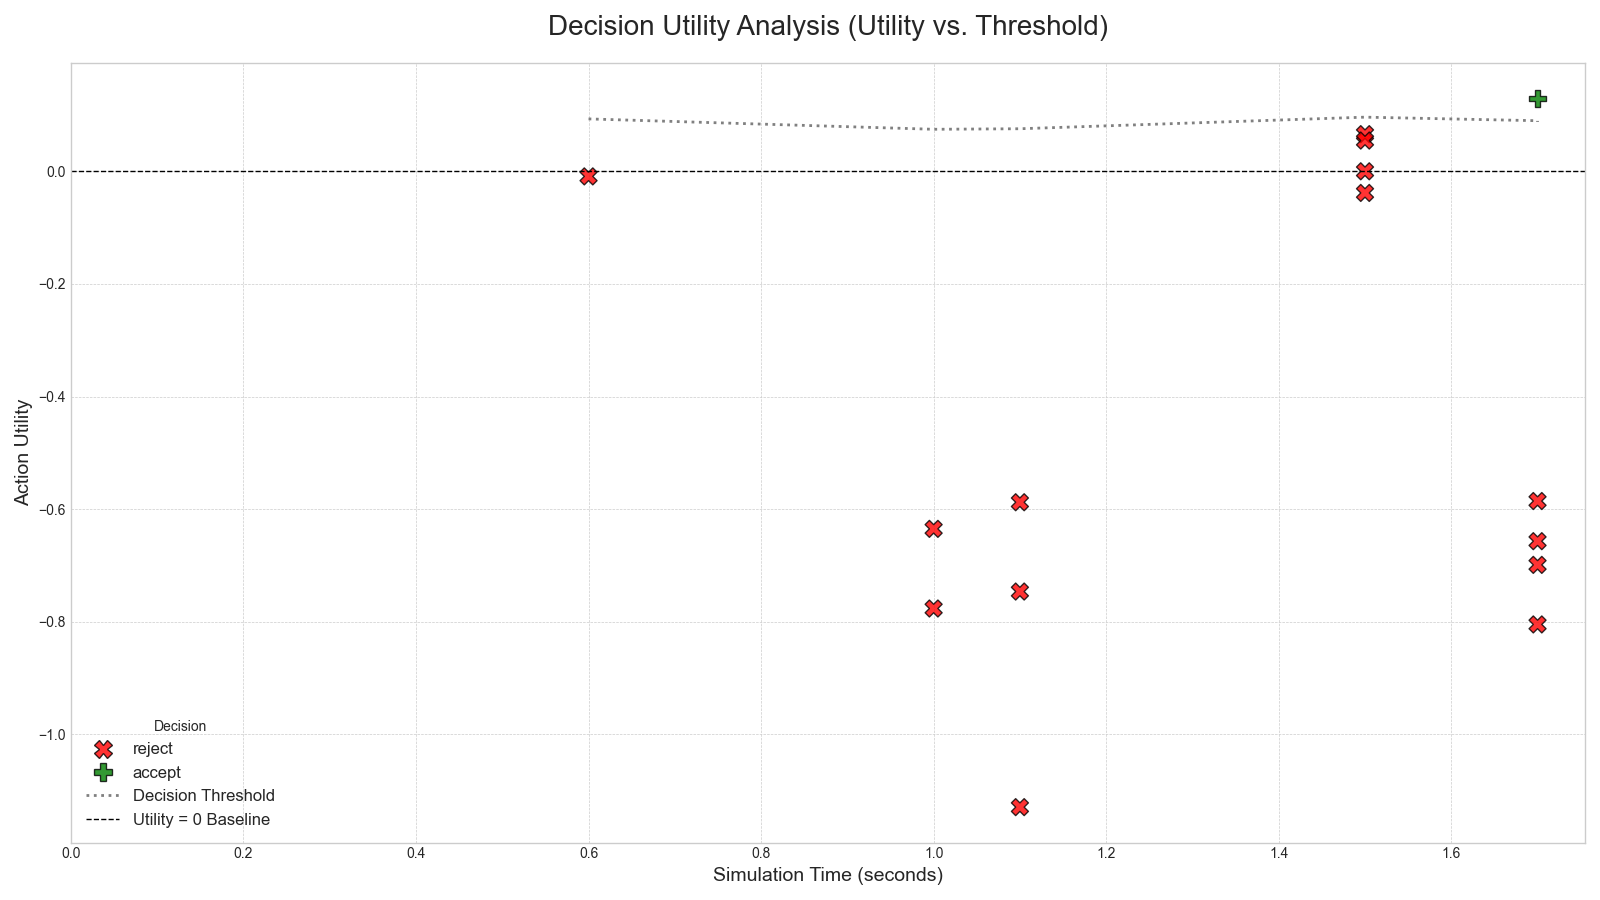 Decision Utility Analysis (Utility vs. Threshold)
Action Utility
0.0
−0.2
−0.4
−0.6
−0.8
−1.0
Decision
reject
accept
Decision Threshold
Utility = 0 Baseline
0.0 0.2 0.4 0.6 0.8 1.0 1.2 1.4 1.6
Simulation Time (seconds)